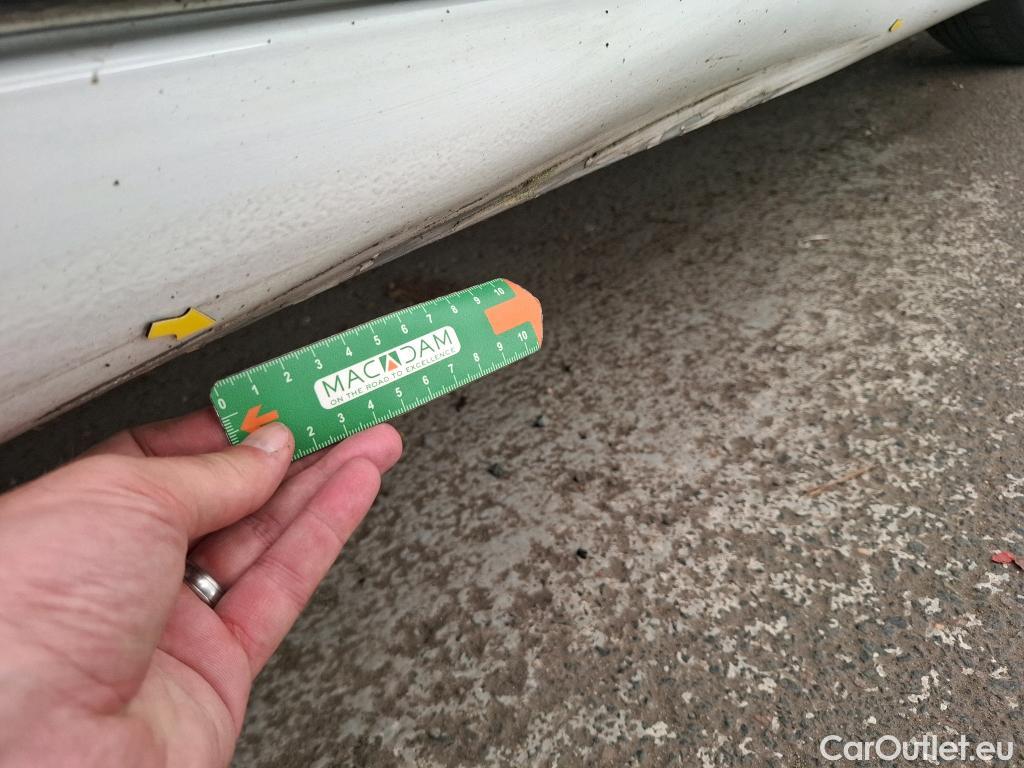 0 1 2 3 4 5 6 7 8 9 10
MACADAM
ON THE ROAD TO EXCELLENCE
2 3 4 5 6 7 8 9 10
CarOutlet.eu